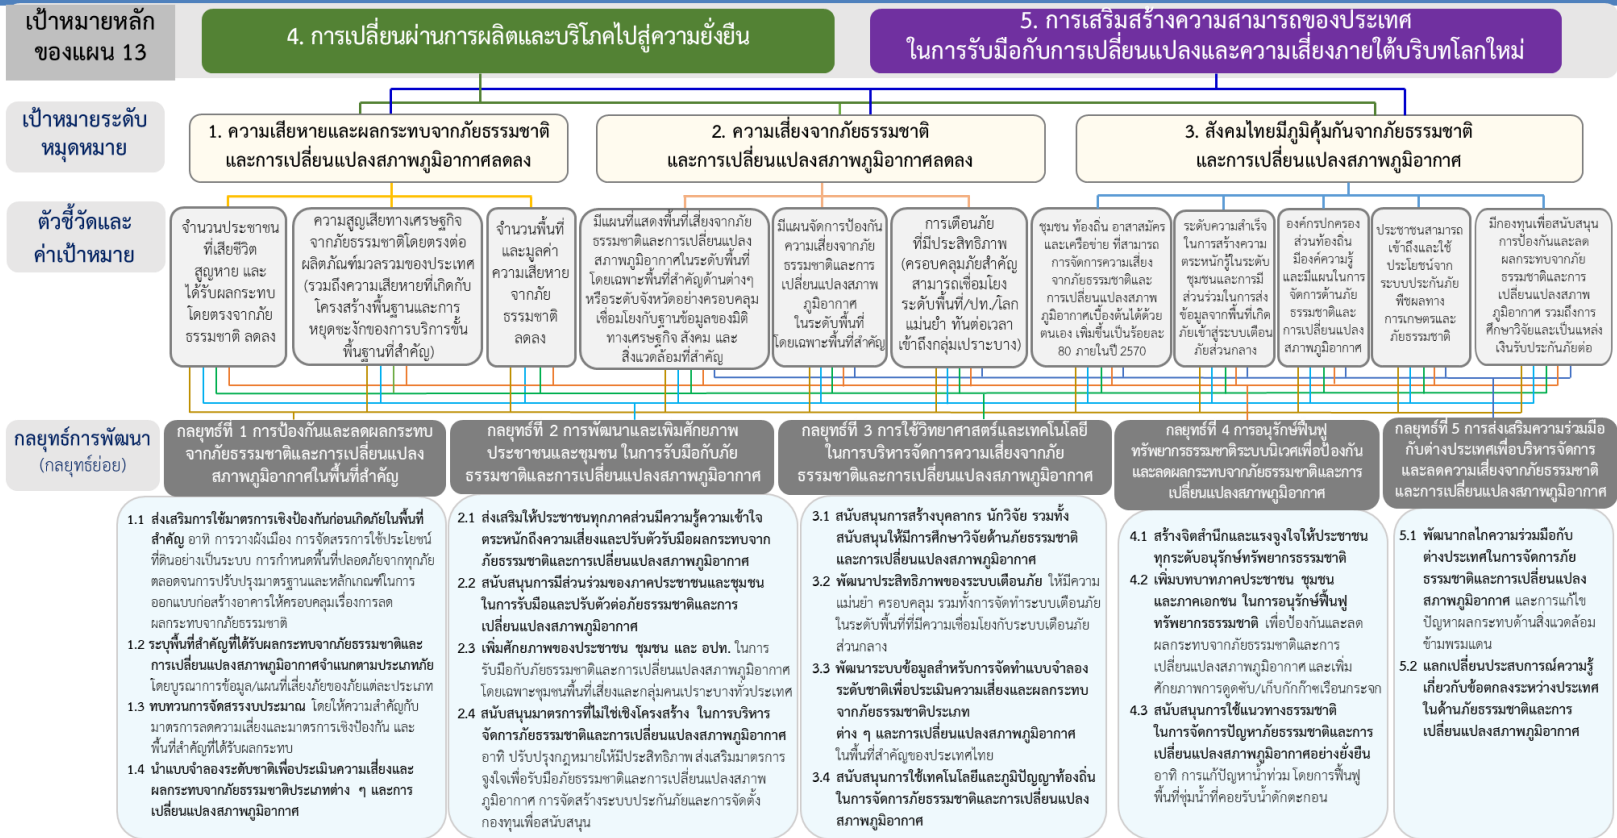 เป้าหมายหลัก
ของแผน 13
4. การเปลี่ยนผ่านการผลิตและบริโภคไปสู่ความยั่งยืน
5. การเสริมสร้างความสามารถของประเทศ
ในการรับมือกับการเปลี่ยนแปลงและความเสี่ยงภายใต้บริบทโลกใหม่
เป้าหมายระดับ
หมุดหมาย
1. ความเสียหายและผลกระทบจากภัยธรรมชาติ
และการเปลี่ยนแปลงสภาพภูมิอากาศลดลง
2. ความเสี่ยงจากภัยธรรมชาติ
และการเปลี่ยนแปลงสภาพภูมิอากาศลดลง
3. สังคมไทยมีภูมิคุ้มกันจากภัยธรรมชาติ
และการเปลี่ยนแปลงสภาพภูมิอากาศ
ตัวชี้วัดและ
ค่าเป้าหมาย
จำนวนประชาชน
ที่เสียชีวิต
สูญหาย และ
ได้รับผลกระทบ
โดยตรงจากภัย
ธรรมชาติ ลดลง
ความสูญเสียทางเศรษฐกิจ
จากภัยธรรมชาติโดยตรงต่อ
ผลิตภัณฑ์มวลรวมของประเทศ
(รวมถึงความเสียหายที่เกิดกับ
โครงสร้างพื้นฐานและการ
หยุดชะงักของการบริการขั้น
พื้นฐานที่สำคัญ)
จำนวนพื้นที่
และมูลค่า
ความเสียหาย
จากภัย
ธรรมชาติ
ลดลง
มีแผนที่แสดงพื้นที่เสี่ยงจากภัย
ธรรมชาติและการเปลี่ยนแปลง
สภาพภูมิอากาศในระดับพื้นที่
โดยเฉพาะพื้นที่สำคัญด้านต่างๆ
หรือระดับจังหวัดอย่างครอบคลุม
เชื่อมโยงกับฐานข้อมูลของมิติ
ทางเศรษฐกิจ สังคม และ
สิ่งแวดล้อมที่สำคัญ
มีแผนจัดการป้องกัน
ความเสี่ยงจากภัย
ธรรมชาติและการ
เปลี่ยนแปลงสภาพ
ภูมิอากาศ
ในระดับพื้นที่
โดยเฉพาะพื้นที่สำคัญ
การเตือนภัย
ที่มีประสิทธิภาพ
(ครอบคลุมภัยสำคัญ
สามารถเชื่อมโยง
ระดับพื้นที่/ปท./โลก
แม่นยำ ทันต่อเวลา
เข้าถึงกลุ่มเปราะบาง)
ชุมชน ท้องถิ่น อาสาสมัคร
และเครือข่าย ที่สามารถ
การจัดการความเสี่ยง
จากภัยธรรมชาติและ
การเปลี่ยนแปลงสภาพ
ภูมิอากาศเบื้องต้นได้ด้วย
ตนเอง เพิ่มขึ้นเป็นร้อยละ
80 ภายในปี 2570
ระดับความสำเร็จ
ในการสร้างความ
ตระหนักรู้ในระดับ
ชุมชนและการมี
ส่วนร่วมในการส่ง
ข้อมูลจากพื้นที่เกิด
ภัยเข้าสู่ระบบเตือน
ภัยส่วนกลาง
องค์กรปกครอง
ส่วนท้องถิ่น
มีองค์ความรู้
และมีแผนในการ
จัดการด้านภัย
ธรรมชาติและ
การเปลี่ยนแปลง
สภาพภูมิอากาศ
ประชาชนสามารถ
เข้าถึงและใช้
ประโยชน์จาก
ระบบประกันภัย
พืชผลทาง
การเกษตรและ
ภัยธรรมชาติ
มีกองทุนเพื่อสนับสนุน
การป้องกันและลด
ผลกระทบจากภัย
ธรรมชาติและการ
เปลี่ยนแปลงสภาพ
ภูมิอากาศ รวมถึงการ
ศึกษาวิจัยและเป็นแหล่ง
เงินรับประกันภัยต่อ
กลยุทธ์การพัฒนา
(กลยุทธ์ย่อย)
กลยุทธ์ที่ 1 การป้องกันและลดผลกระทบ
จากภัยธรรมชาติและการเปลี่ยนแปลง
สภาพภูมิอากาศในพื้นที่สำคัญ
กลยุทธ์ที่ 2 การพัฒนาและเพิ่มศักยภาพ
ประชาชนและชุมชน ในการรับมือกับภัย
ธรรมชาติและการเปลี่ยนแปลงสภาพภูมิอากาศ
กลยุทธ์ที่ 3 การใช้วิทยาศาสตร์และเทคโนโลยี
ในการบริหารจัดการความเสี่ยงจากภัย
ธรรมชาติและการเปลี่ยนแปลงสภาพภูมิอากาศ
กลยุทธ์ที่ 4 การอนุรักษ์ฟื้นฟู
ทรัพยากรธรรมชาติระบบนิเวศเพื่อป้องกัน
และลดผลกระทบจากภัยธรรมชาติและการ
เปลี่ยนแปลงสภาพภูมิอากาศ
กลยุทธ์ที่ 5 การส่งเสริมความร่วมมือ
กับต่างประเทศเพื่อบริหารจัดการ
และลดความเสี่ยงจากภัยธรรมชาติ
และการเปลี่ยนแปลงสภาพภูมิอากาศ
1.1 ส่งเสริมการใช้มาตรการเชิงป้องกันก่อนเกิดภัยในพื้นที่
สำคัญ อาทิ การวางผังเมือง การจัดสรรการใช้ประโยชน์
ที่ดินอย่างเป็นระบบ การกำหนดพื้นที่ปลอดภัยจากทุกภัย
ตลอดจนการปรับปรุงมาตรฐานและหลักเกณฑ์ในการ
ออกแบบก่อสร้างอาคารให้ครอบคลุมเรื่องการลด
ผลกระทบจากภัยธรรมชาติ
1.2 ระบุพื้นที่สำคัญที่ได้รับผลกระทบจากภัยธรรมชาติและ
การเปลี่ยนแปลงสภาพภูมิอากาศจำแนกตามประเภทภัย
โดยบูรณาการข้อมูล/แผนที่เสี่ยงภัยของภัยแต่ละประเภท
1.3 ทบทวนการจัดสรรงบประมาณ โดยให้ความสำคัญกับ
มาตรการลดความเสี่ยงและมาตรการเชิงป้องกัน และ
พื้นที่สำคัญที่ได้รับผลกระทบ
1.4 นำแบบจำลองระดับชาติเพื่อประเมินความเสี่ยงและ
ผลกระทบจากภัยธรรมชาติประเภทต่าง ๆ และการ
เปลี่ยนแปลงสภาพภูมิอากาศ
2.1 ส่งเสริมให้ประชาชนทุกภาคส่วนมีความรู้ความเข้าใจ
ตระหนักถึงความเสี่ยงและปรับตัวรับมือผลกระทบจาก
ภัยธรรมชาติและการเปลี่ยนแปลงสภาพภูมิอากาศ
2.2 สนับสนุนการมีส่วนร่วมของภาคประชาชนและชุมชน
ในการรับมือและปรับตัวต่อภัยธรรมชาติและการ
เปลี่ยนแปลงสภาพภูมิอากาศ
2.3 เพิ่มศักยภาพของประชาชน ชุมชน และ อปท. ในการ
รับมือกับภัยธรรมชาติและการเปลี่ยนแปลงสภาพภูมิอากาศ
โดยเฉพาะชุมชนพื้นที่เสี่ยงและกลุ่มคนเปราะบางทั่วประเทศ
2.4 สนับสนุนมาตรการที่ไม่ใช่เชิงโครงสร้าง ในการบริหาร
จัดการภัยธรรมชาติและการเปลี่ยนแปลงสภาพภูมิอากาศ
อาทิ ปรับปรุงกฎหมายให้มีประสิทธิภาพ ส่งเสริมมาตรการ
จูงใจเพื่อรับมือภัยธรรมชาติและการเปลี่ยนแปลงสภาพ
ภูมิอากาศ การจัดสร้างระบบประกันภัยและการจัดตั้ง
กองทุนเพื่อสนับสนุน
3.1 สนับสนุนการสร้างบุคลากร นักวิจัย รวมทั้ง
สนับสนุนให้มีการศึกษาวิจัยด้านภัยธรรมชาติ
และการเปลี่ยนแปลงสภาพภูมิอากาศ
3.2 พัฒนาประสิทธิภาพของระบบเตือนภัย ให้มีความ
แม่นยำ ครอบคลุม รวมทั้งการจัดทำระบบเตือนภัย
ในระดับพื้นที่ที่มีความเชื่อมโยงกับระบบเตือนภัย
ส่วนกลาง
3.3 พัฒนาระบบข้อมูลสำหรับการจัดทำแบบจำลอง
ระดับชาติเพื่อประเมินความเสี่ยงและผลกระทบ
จากภัยธรรมชาติประเภท
ต่าง ๆ และการเปลี่ยนแปลงสภาพภูมิอากาศ
ในพื้นที่สำคัญของประเทศไทย
3.4 สนับสนุนการใช้เทคโนโลยีและภูมิปัญญาท้องถิ่น
ในการจัดการภัยธรรมชาติและการเปลี่ยนแปลง
สภาพภูมิอากาศ
4.1 สร้างจิตสำนึกและแรงจูงใจให้ประชาชน
ทุกระดับอนุรักษ์ทรัพยากรธรรมชาติ
4.2 เพิ่มบทบาทภาคประชาชน ชุมชน
และภาคเอกชน ในการอนุรักษ์ฟื้นฟู
ทรัพยากรธรรมชาติ เพื่อป้องกันและลด
ผลกระทบจากภัยธรรมชาติและการ
เปลี่ยนแปลงสภาพภูมิอากาศ และเพิ่ม
ศักยภาพการดูดซับ/เก็บกักก๊าซเรือนกระจก
4.3 สนับสนุนการใช้แนวทางธรรมชาติ
ในการจัดการปัญหาภัยธรรมชาติและการ
เปลี่ยนแปลงสภาพภูมิอากาศอย่างยั่งยืน
อาทิ การแก้ปัญหาน้ำท่วม โดยการฟื้นฟู
พื้นที่ชุ่มน้ำที่คอยรับน้ำดักตะกอน
5.1 พัฒนากลไกความร่วมมือกับ
ต่างประเทศในการจัดการภัย
ธรรมชาติและการเปลี่ยนแปลง
สภาพภูมิอากาศ และการแก้ไข
ปัญหาผลกระทบด้านสิ่งแวดล้อม
ข้ามพรมแดน
5.2 แลกเปลี่ยนประสบการณ์ความรู้
เกี่ยวกับข้อตกลงระหว่างประเทศ
ในด้านภัยธรรมชาติและการ
เปลี่ยนแปลงสภาพภูมิอากาศ